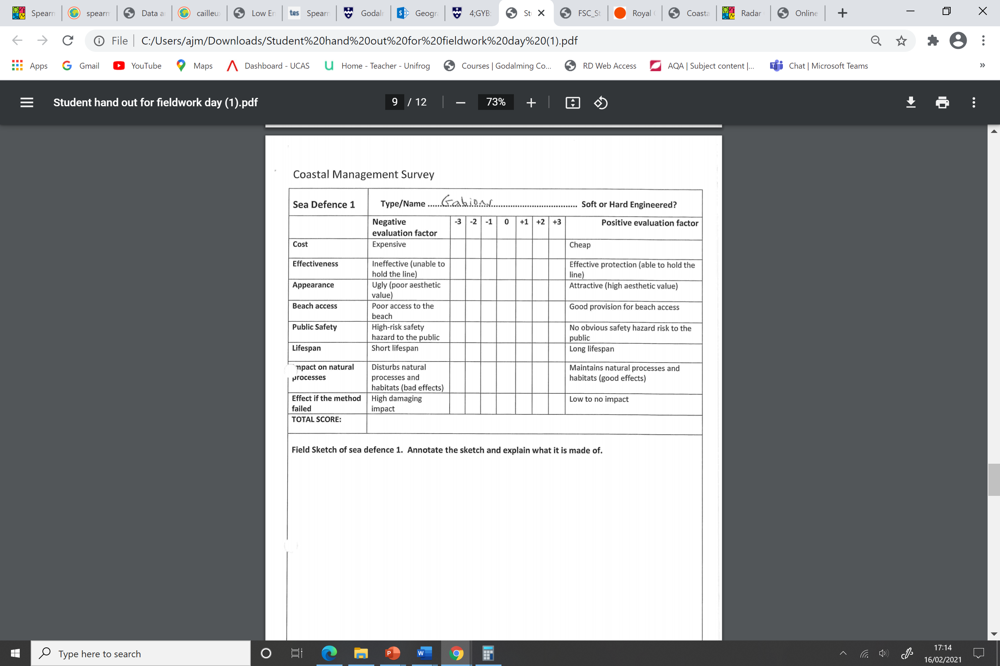 Spearm
spearm
Data a
cailleu
Low En
tes Spearm
Godalm
Geogra
4;GYB:
St
FSC_St
Royal
Coasta
Radar
Online
File C:/Users/ajm/Downloads/Student%20hand%20out%20for%20fieldwork%20day%20(1).pdf
Apps
Gmail
YouTube
Maps
Dashboard - UCAS
Home - Teacher - Unifrog
Courses | Godalming Co...
RD Web Access
AQA | Subject content |...
Chat | Microsoft Teams
»
Student hand out for fieldwork day (1).pdf
9 / 12
73%
Coastal Management Survey
Sea Defence 1
Type/Name ......Gabions................................ Soft or Hard Engineered?
Negative
evaluation factor
-3 -2 -1 0 +1 +2 +3
Positive evaluation factor
Cost
Expensive
Cheap
Effectiveness
Ineffective (unable to
hold the line)
Effective protection (able to hold the
line)
Appearance
Ugly (poor aesthetic
value)
Attractive (high aesthetic value)
Beach access
Poor access to the
beach
Good provision for beach access
Public Safety
High-risk safety
hazard to the public
No obvious safety hazard risk to the
public
Lifespan
Short lifespan
Long lifespan
mpact on natural
processes
Disturbs natural
processes and
habitats (bad effects)
Maintains natural processes and
habitats (good effects)
Effect if the method
failed
High damaging
impact
Low to no impact
TOTAL SCORE:
Field Sketch of sea defence 1. Annotate the sketch and explain what it is made of.
Type here to search
17:14
16/02/2021